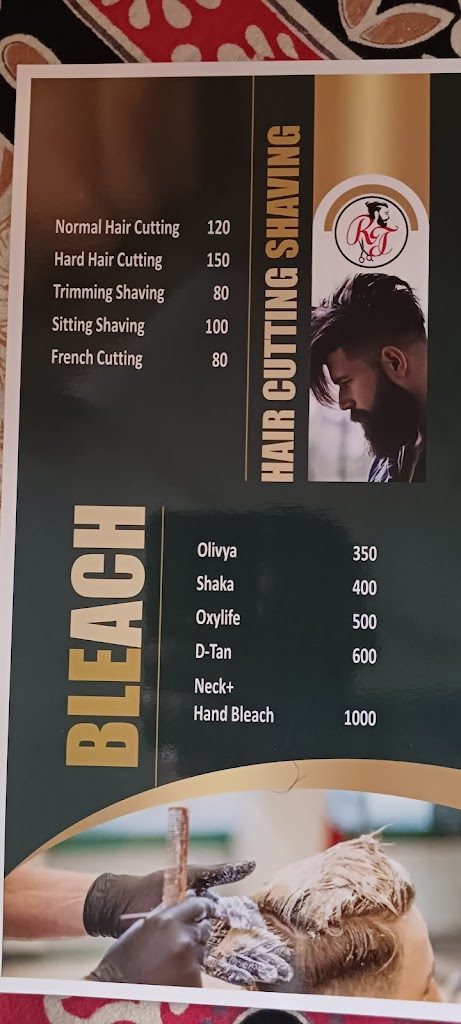 HAIR CUTTING SHAVING
RJ
Normal Hair Cutting 120
Hard Hair Cutting 150
Trimming Shaving 80
Sitting Shaving 100
French Cutting 80
BLEACH
Olivya 350
Shaka 400
Oxylife 500
D-Tan 600
Neck+
Hand Bleach 1000